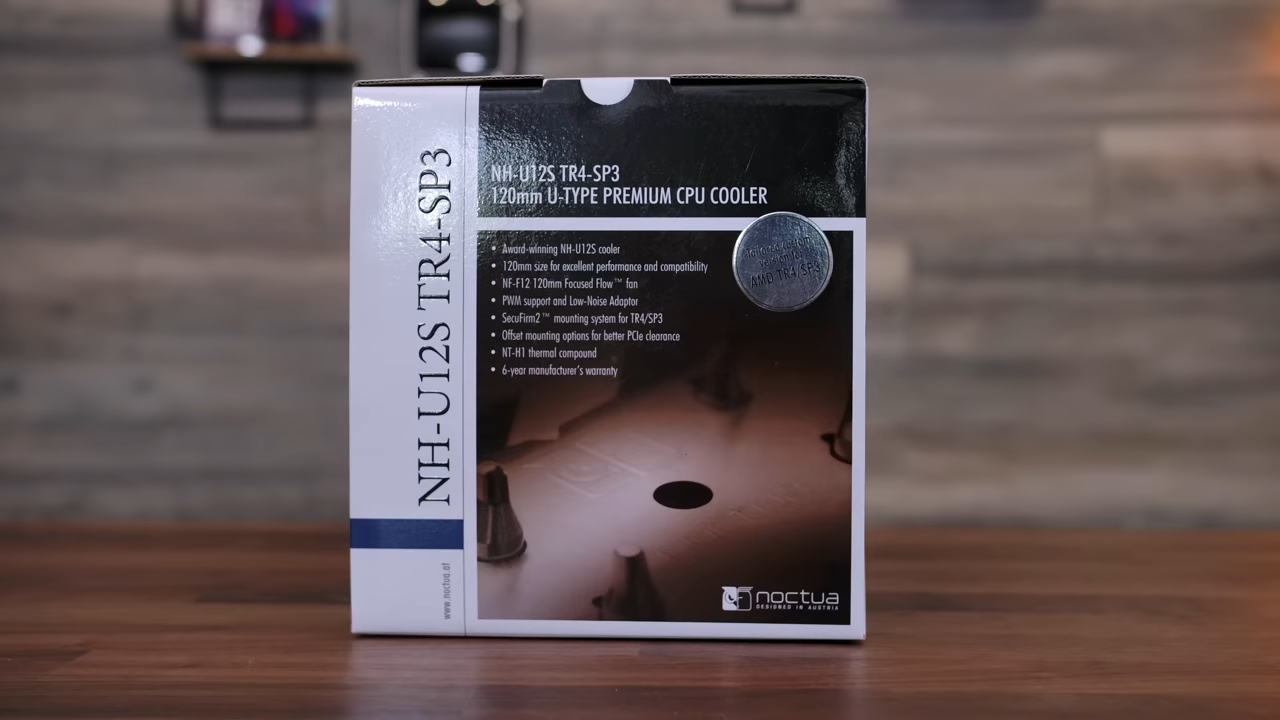 NH-U12S TR4-SP3
www.noctua.at
NH-U12S TR4-SP3
120mm U-TYPE PREMIUM CPU COOLER
• Award-winning NH-U12S cooler
• 120mm size for excellent performance and compatibility
• NF-F12 120mm Focused Flow™ fan
• PWM support and Low-Noise Adaptor
• SecuFirm2™ mounting system for TR4/SP3
• Offset mounting options for better PCIe clearance
• NT-H1 thermal compound
• 6-year manufacturer's warranty
AMD TR4/SP3
noctua
DESIGNED IN AUSTRIA